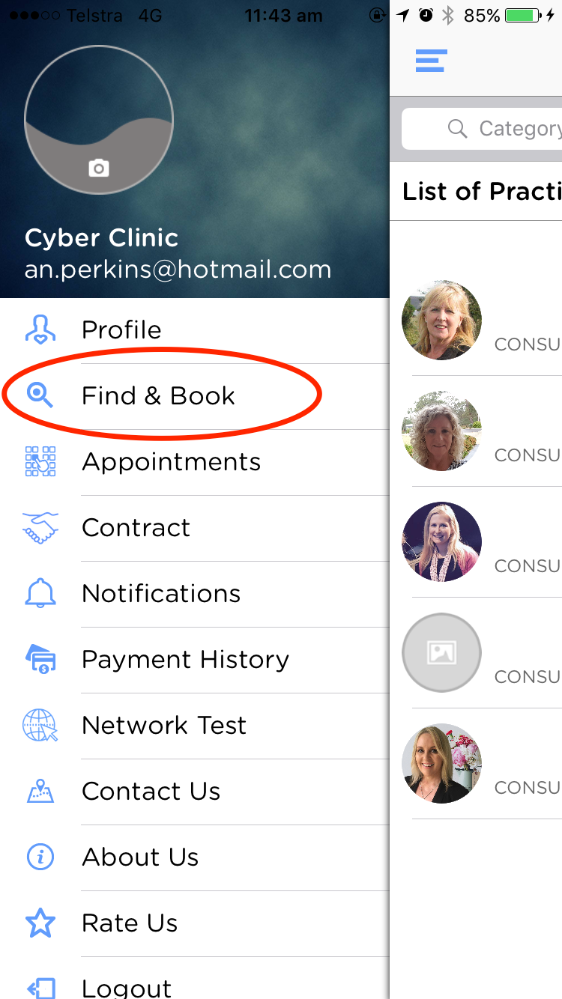 Telstra 4G 11:43 am 85%
Cyber Clinic
an.perkins@hotmail.com
Profile
Find & Book
Appointments
Contract
Notifications
Payment History
Network Test
Contact Us
About Us
Rate Us
Logout
Category
List of Practi
CONSU
CONSU
CONSU
CONSU
CONSU